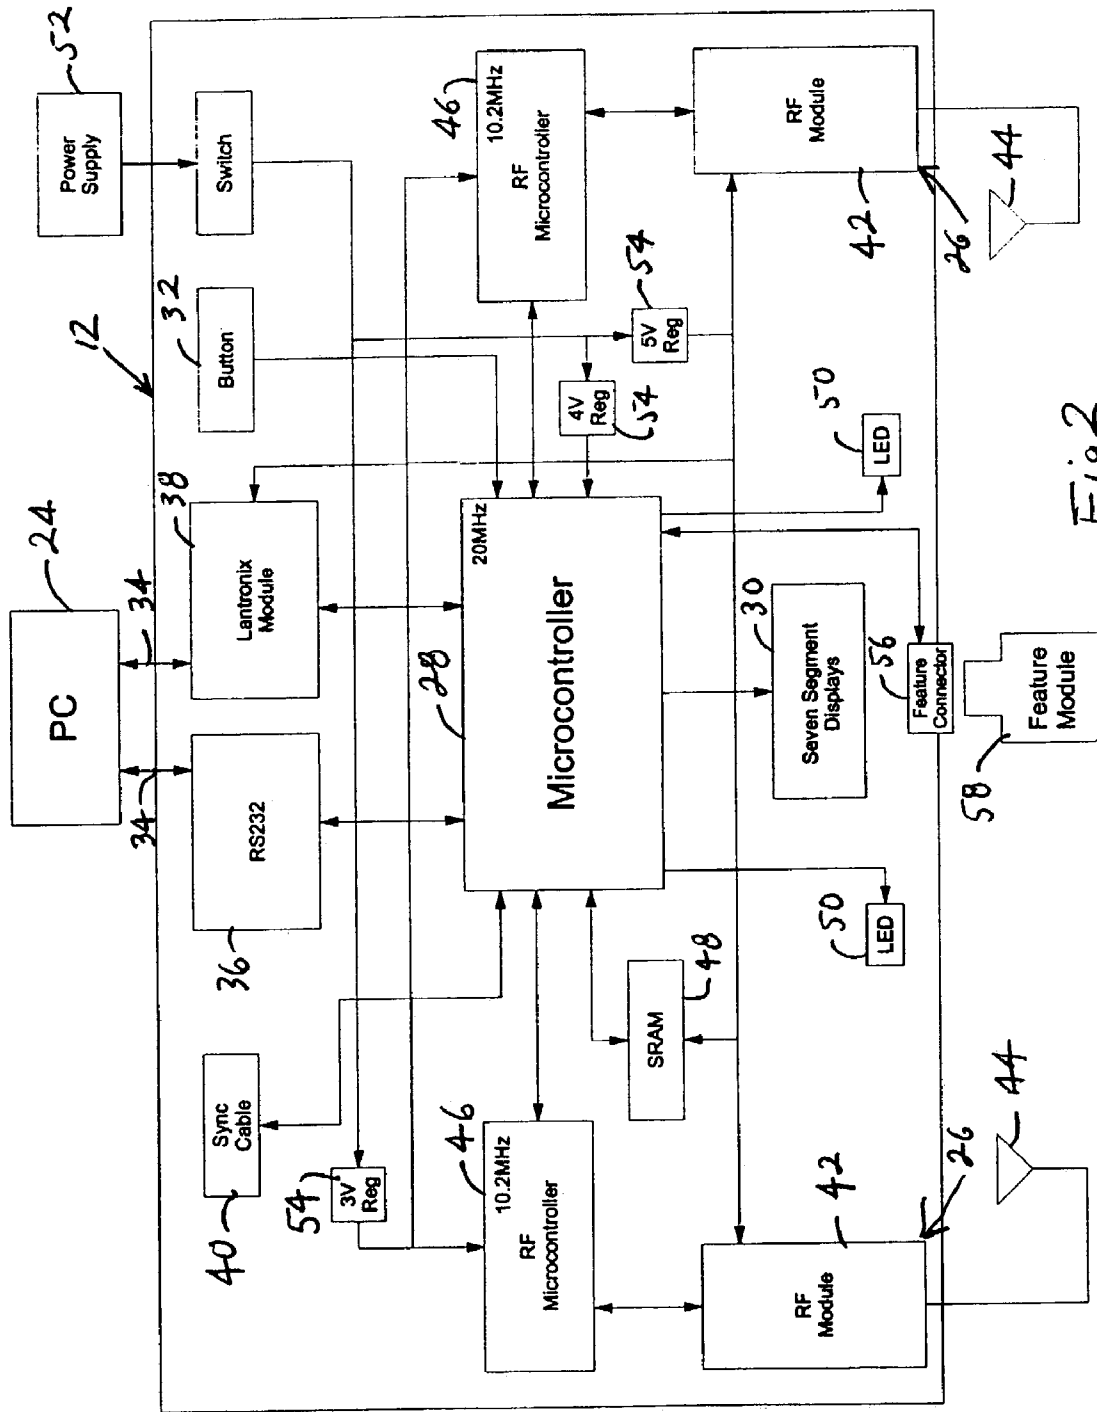 PC
24
34
34
Power
Supply
52
12
Switch
Button
32
Lantronix
Module
38
RS232
36
Sync
Cable
40
3V
Reg
54
10.2MHz
RF
Microcontroller
46
10.2MHz
RF
Microcontroller
46
20MHz
Microcontroller
28
4V
Reg
54
5V
Reg
54
SRAM
48
LED
50
LED
50
Seven Segment
Displays
30
Feature
Connector
56
Feature
Module
58
RF
Module
42
26
44
RF
Module
42
26
44
Fig2